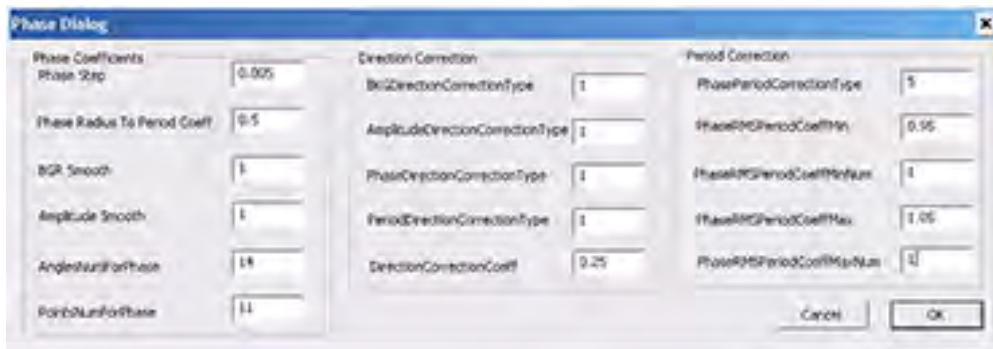 Phase Dialog
Phase Coefficients
Phase Step 0.005
Phase Radius To Period Coeff 0.5
BGR Smooth 1
Amplitude Smooth 1
AnglesNumForPhase 14
PointsNumForPhase 11
Direction Correction
BKGDirectionCorrectionType 1
AmplitudeDirectionCorrectionType 1
PhaseDirectionCorrectionType 1
PeriodDirectionCorrectionType 1
DirectionCorrectionCoeff 0.25
Period Correction
PhasePeriodCorrectionType 5
PhaseRMSPeriodCoeffMin 0.95
PhaseRMSPeriodCoeffMinNum 1
PhaseRMSPeriodCoeffMax 1.05
PhaseRMSPeriodCoeffMaxNum 1
Cancel OK